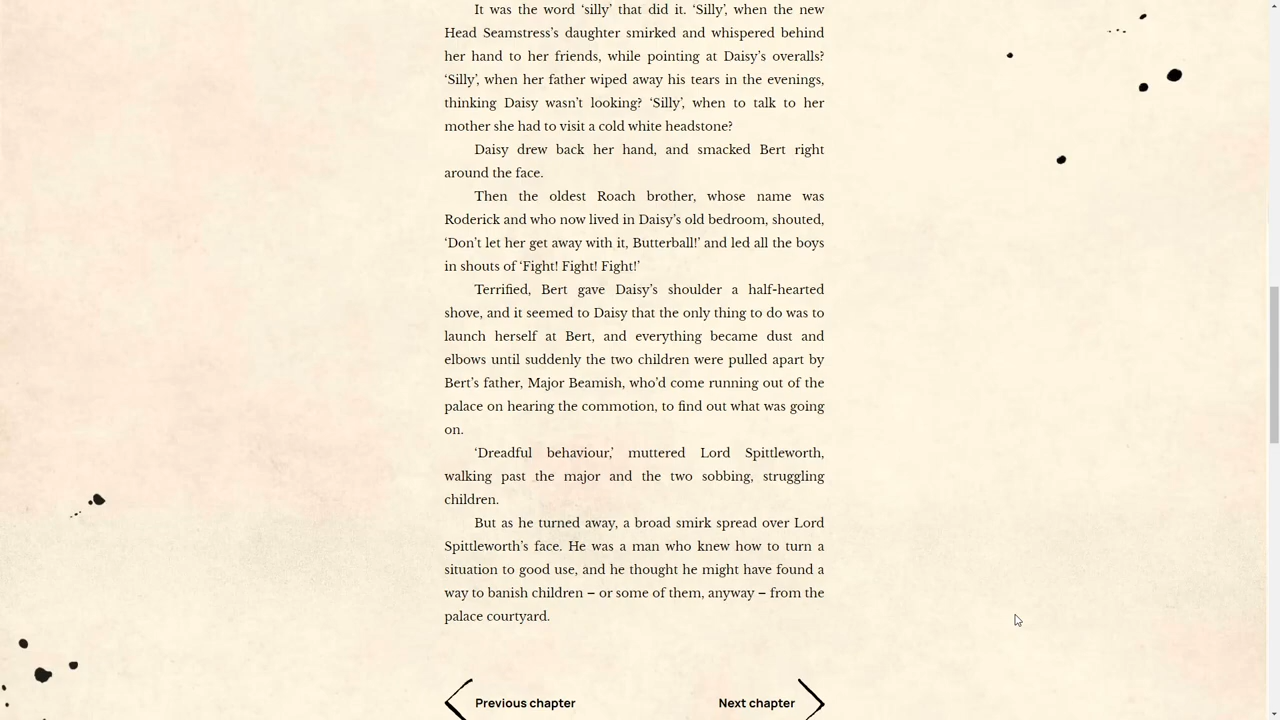 It was the word ‘silly’ that did it. ‘Silly’, when the new
Head Seamstress’s daughter smirked and whispered behind
her hand to her friends, while pointing at Daisy’s overalls?
‘Silly’, when her father wiped away his tears in the evenings,
thinking Daisy wasn’t looking? ‘Silly’, when to talk to her
mother she had to visit a cold white headstone?
Daisy drew back her hand, and smacked Bert right
around the face.
Then the oldest Roach brother, whose name was
Roderick and who now lived in Daisy’s old bedroom, shouted,
‘Don’t let her get away with it, Butterball!’ and led all the boys
in shouts of ‘Fight! Fight! Fight!’
Terrified, Bert gave Daisy’s shoulder a half-hearted
shove, and it seemed to Daisy that the only thing to do was to
launch herself at Bert, and everything became dust and
elbows until suddenly the two children were pulled apart by
Bert’s father, Major Beamish, who’d come running out of the
palace on hearing the commotion, to find out what was going
on.
‘Dreadful behaviour,’ muttered Lord Spittleworth,
walking past the major and the two sobbing, struggling
children.
But as he turned away, a broad smirk spread over Lord
Spittleworth’s face. He was a man who knew how to turn a
situation to good use, and he thought he might have found a
way to banish children – or some of them, anyway – from the
palace courtyard.
Previous chapter
Next chapter